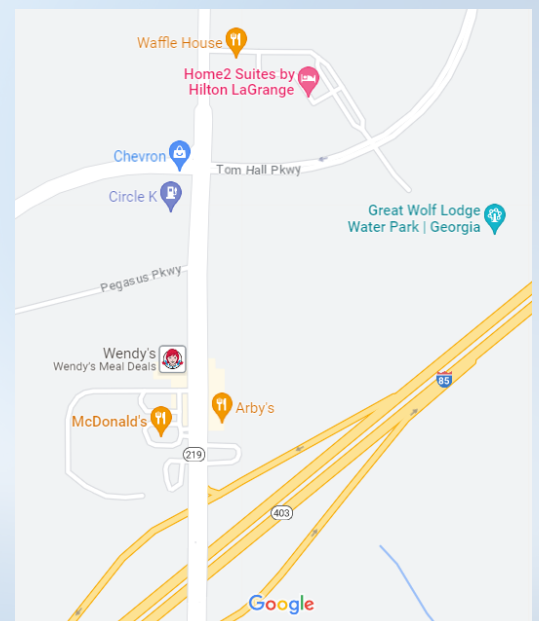 Waffle House
Home2 Suites by
Hilton LaGrange
Chevron
Tom Hall Pkwy
Circle K
Great Wolf Lodge
Water Park | Georgia
Pegasus Pkwy
Wendy's
Wendy's Meal Deals
85
Arby's
McDonald's
219
403
Google